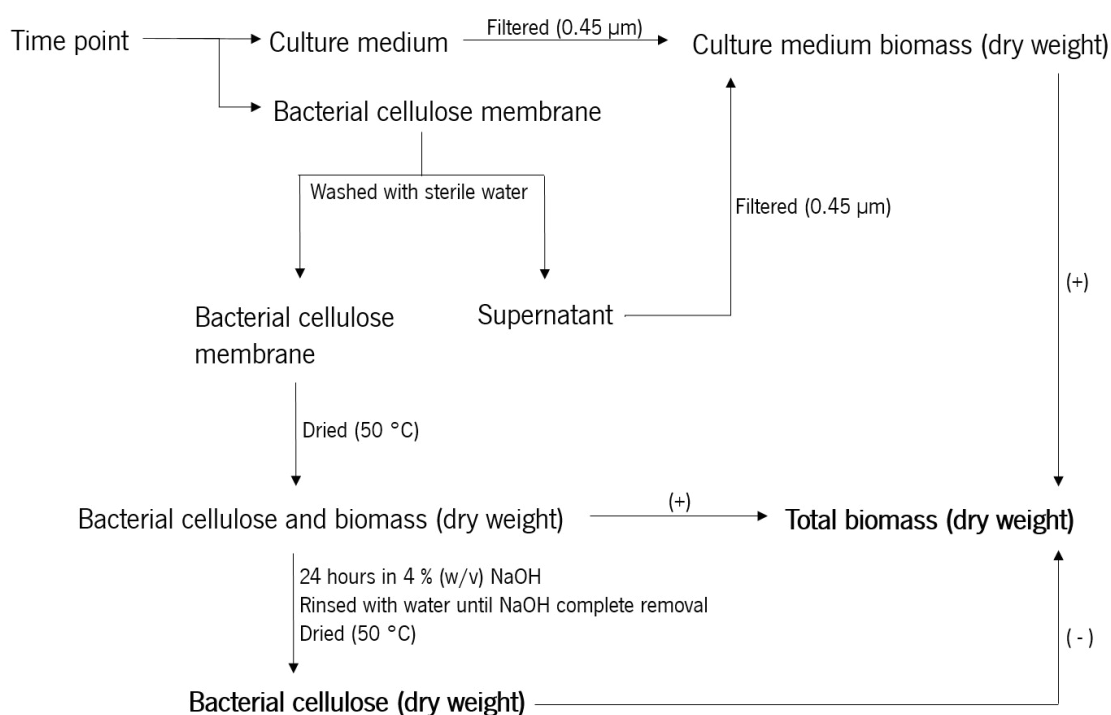 Time point
Culture medium
Filtered (0.45 µm)
Culture medium biomass (dry weight)
Bacterial cellulose membrane
Washed with sterile water
Filtered (0.45 µm)
Bacterial cellulose
membrane
Supernatant
(+)
Dried (50 °C)
Bacterial cellulose and biomass (dry weight)
(+)
Total biomass (dry weight)
24 hours in 4 % (w/v) NaOH
Rinsed with water until NaOH complete removal
Dried (50 °C)
( - )
Bacterial cellulose (dry weight)